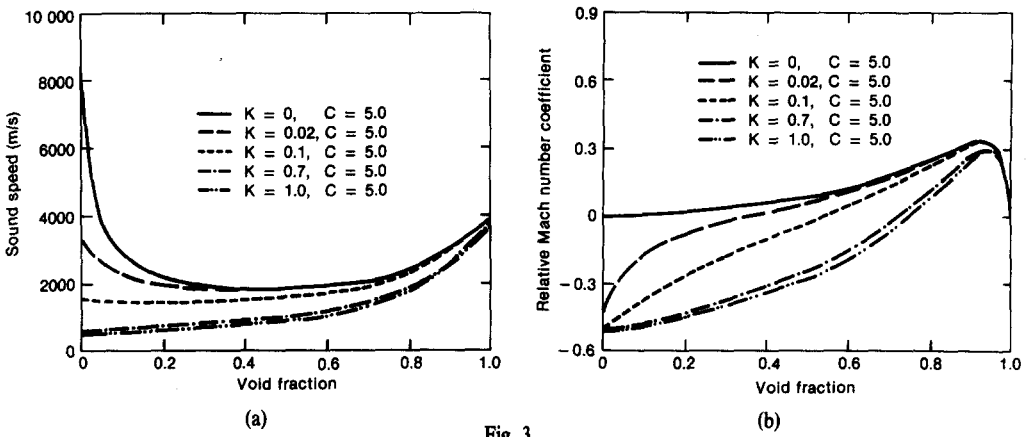 10 000
8000
6000
4000
2000
0
Sound speed (m/s)
K = 0, C = 5.0
K = 0.02, C = 5.0
K = 0.1, C = 5.0
K = 0.7, C = 5.0
K = 1.0, C = 5.0
0 0.2 0.4 0.6 0.8 1.0
Void fraction
(a)
0.9
0.6
0.3
0
−0.3
−0.6
Relative Mach number coefficient
K = 0, C = 5.0
K = 0.02, C = 5.0
K = 0.1, C = 5.0
K = 0.7, C = 5.0
K = 1.0, C = 5.0
0 0.2 0.4 0.6 0.8 1.0
Void fraction
(b)
Fig. 3